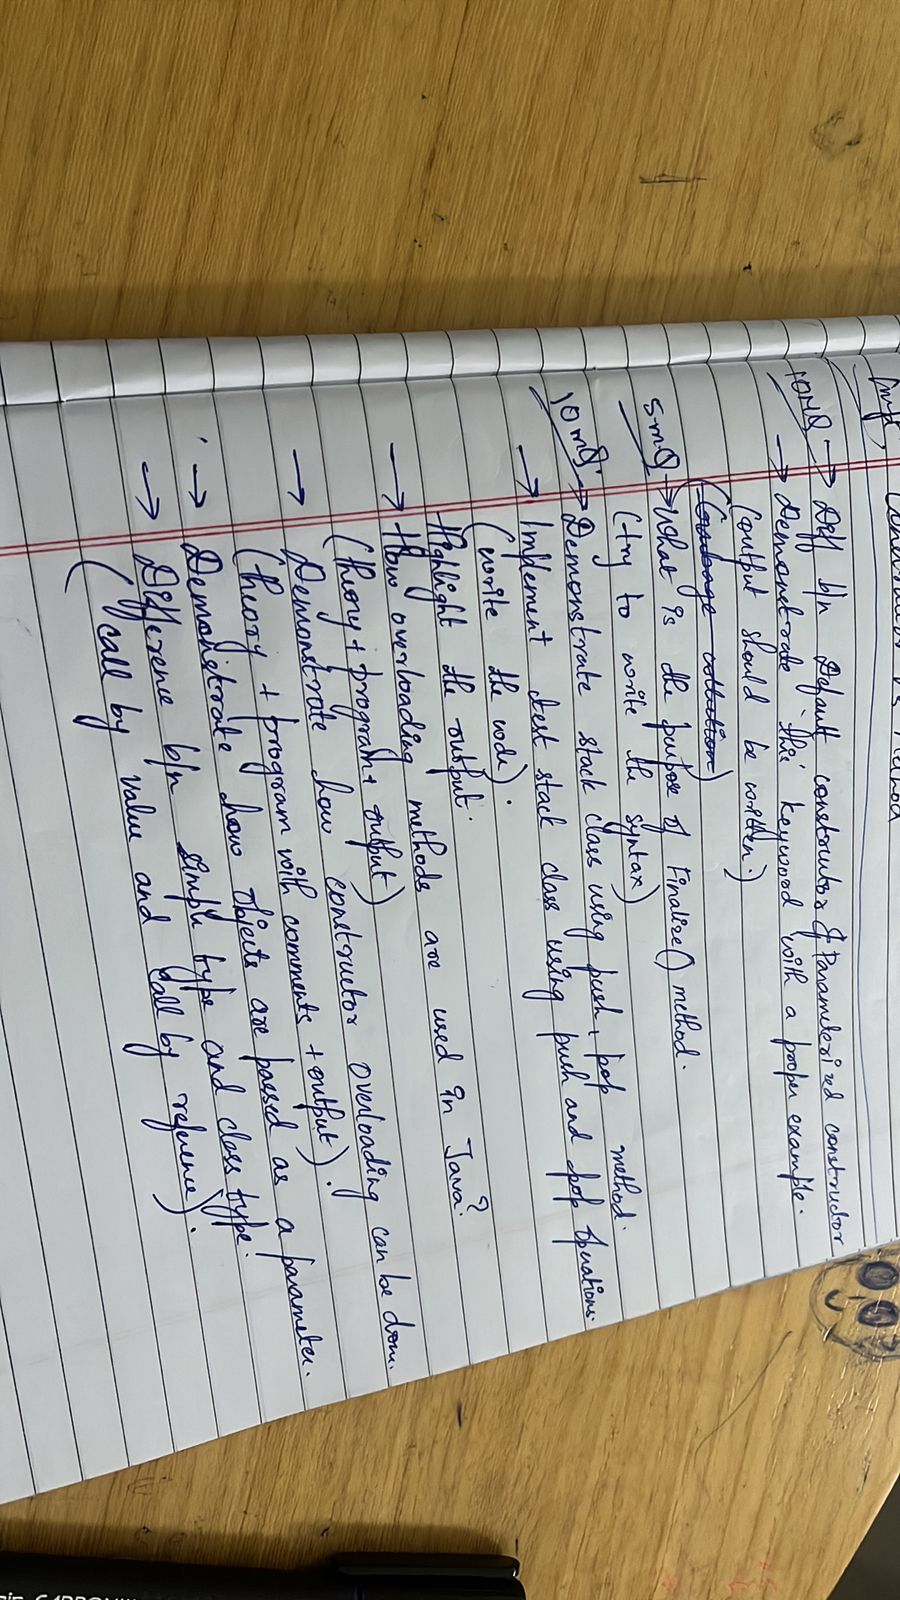 Constructor vs Method
10MQ → Diff b/n Default constructor & Parameterized constructor
→ Demonstrate 'this' keyword with a proper example.
(output should be written.)
(Garbage collection)
5mQ → What is the purpose of Finalize() method.
(try to write the syntax)
10mQ. → Demonstrate stack class using push, pop method.
→ Implement test stack class using push and pop operations.
(write the code).
Highlight the output.
→ How overloading methods are used in Java?
(theory + program + output)
→ Demonstrate how constructor overloading can be done.
(theory + program with comments + output).
→ Demonstrate how objects are passed as a parameter.
→ Difference b/n simple type and class type.
(call by value and call by reference).